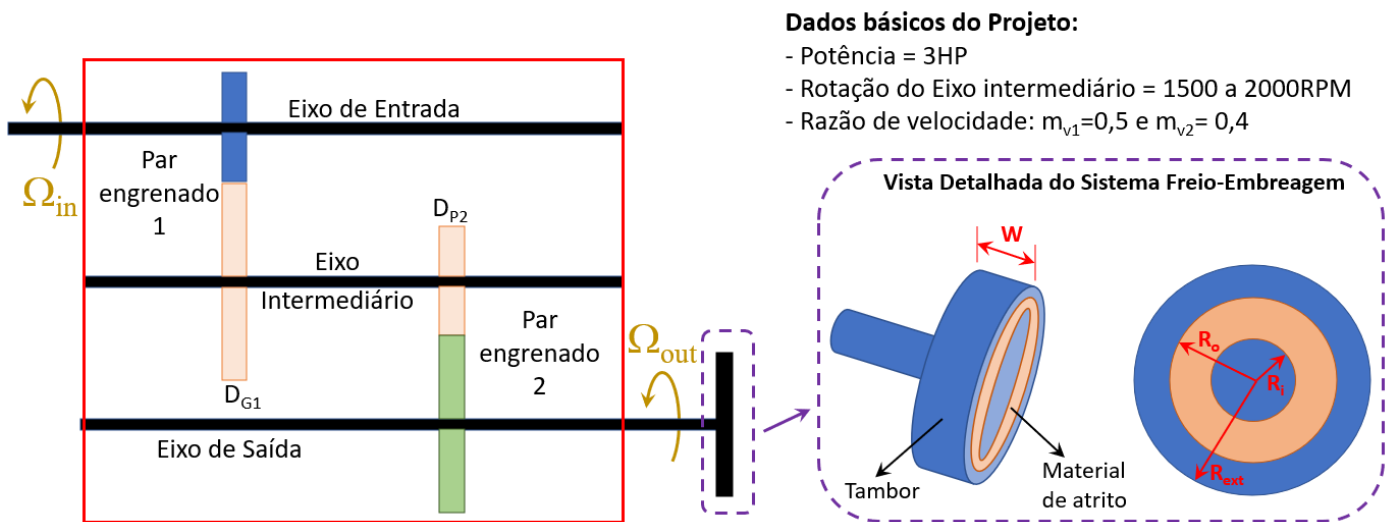 Dados básicos do Projeto:
- Potência = 3HP
- Rotação do Eixo intermediário = 1500 a 2000RPM
- Razão de velocidade: mv1=0,5 e mv2= 0,4
Eixo de Entrada
Par
engrenado
1
Ωin
DP2
Eixo
Intermediário
Par
engrenado
2
DG1
Ωout
Eixo de Saída
Vista Detalhada do Sistema Freio-Embreagem
W
Ro
Ri
Rext
Tambor
Material
de atrito